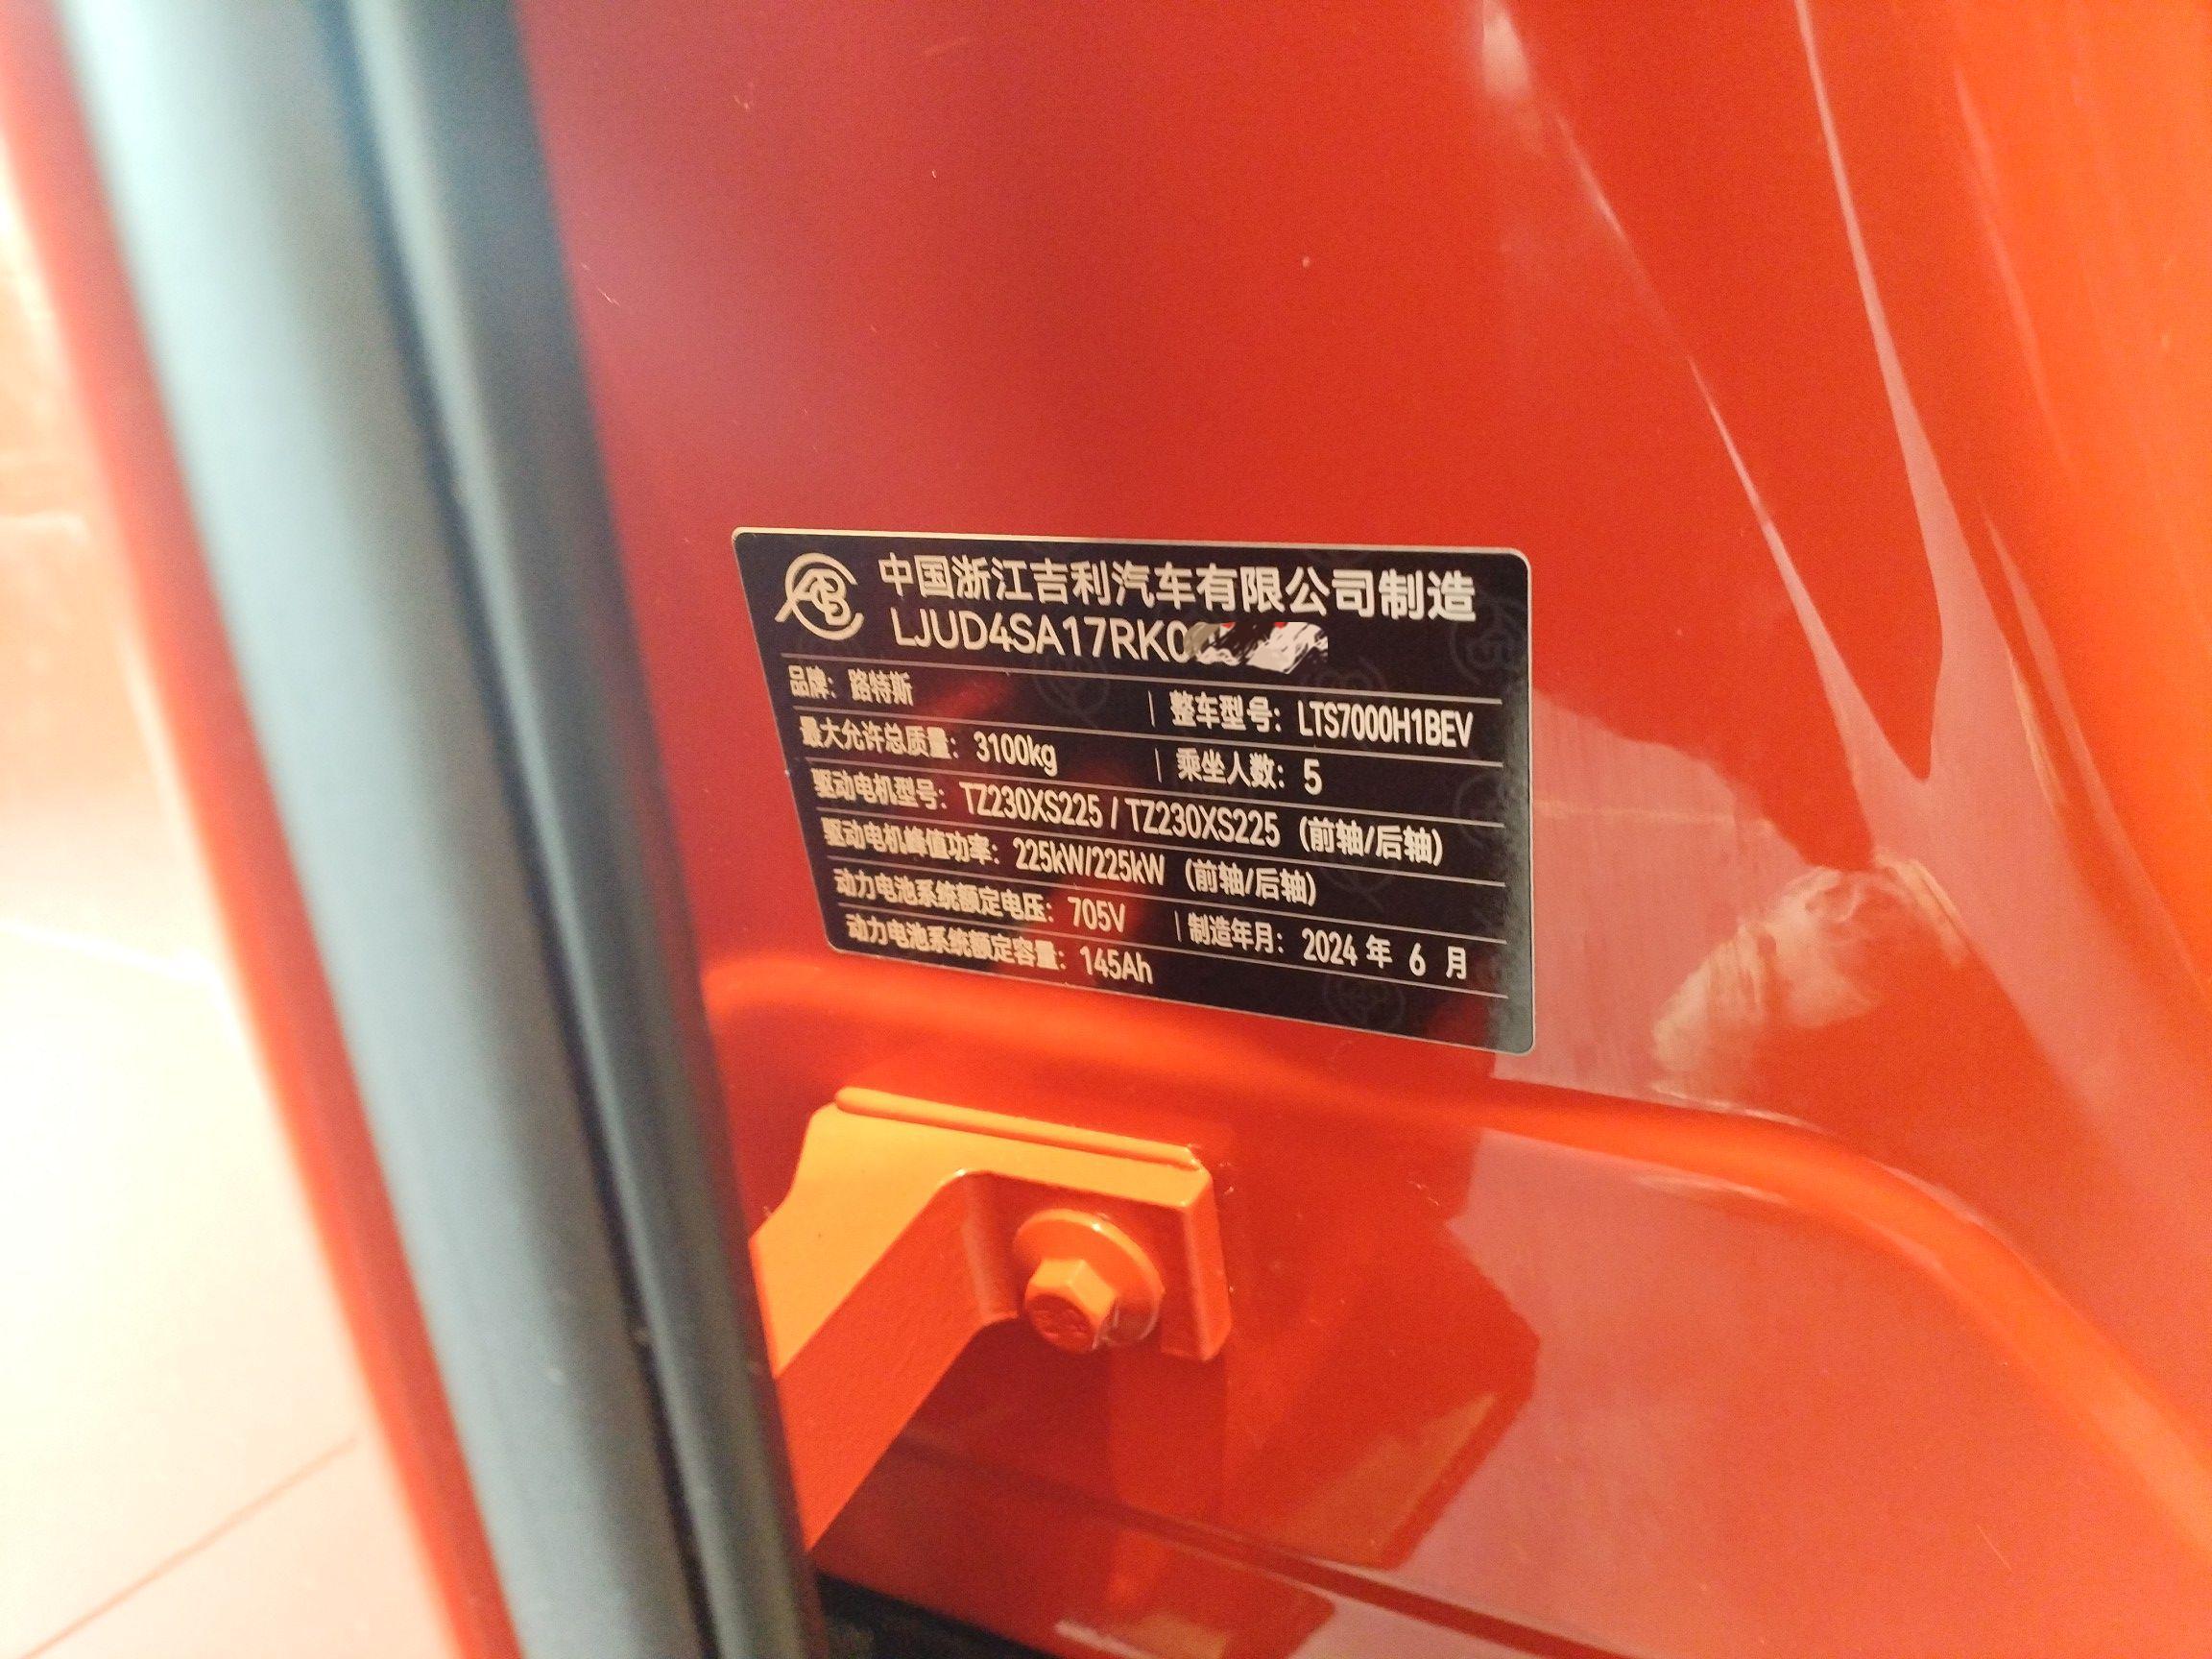 中国浙江吉利汽车有限公司制造
LJUD4SA17RK0
品牌：路特斯 | 整车型号：LTS7000H1BEV
最大允许总质量：3100kg | 乘坐人数：5
驱动电机型号：TZ230XS225 / TZ230XS225 (前轴/后轴)
驱动电机峰值功率：225kW/225kW (前轴/后轴)
动力电池系统额定电压：705V | 制造年月：2024 年 6 月
动力电池系统额定容量：145Ah